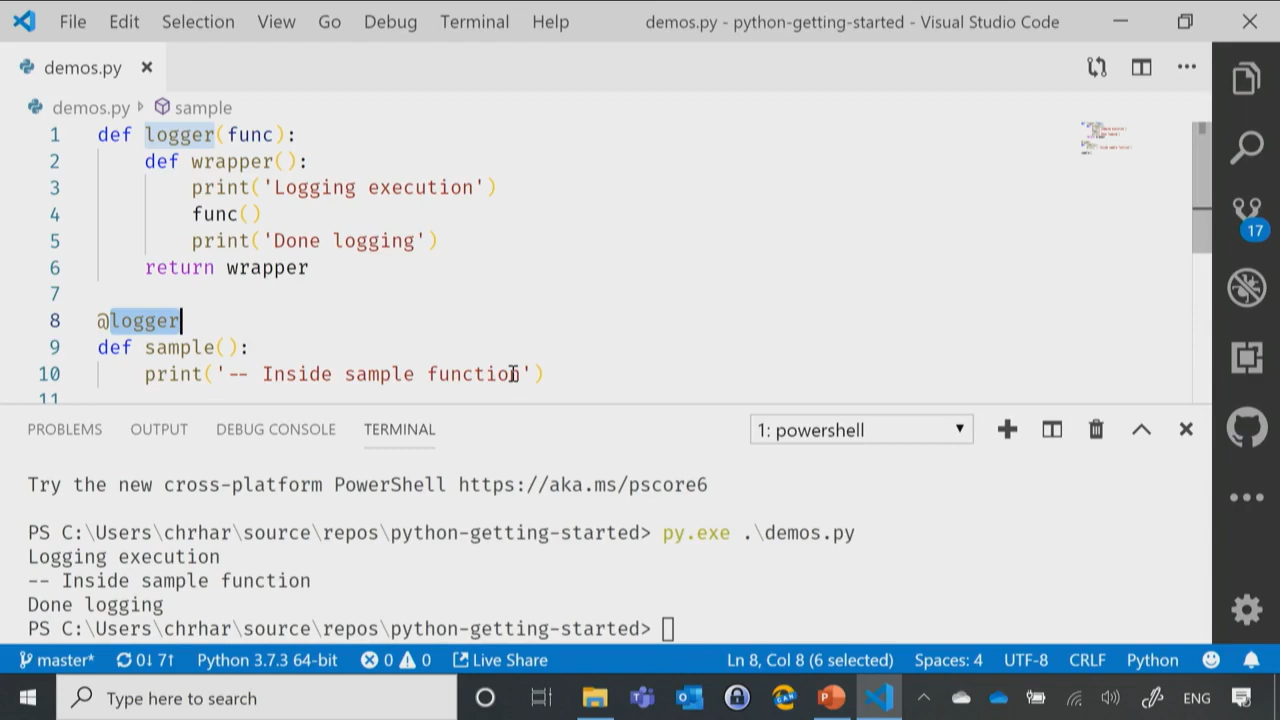 File Edit Selection View Go Debug Terminal Help demos.py - python-getting-started - Visual Studio Code
demos.py
demos.py sample
1 def logger(func):
2 def wrapper():
3 print('Logging execution')
4 func()
5 print('Done logging')
6 return wrapper
7
8 @logger
9 def sample():
10 print('-- Inside sample function')
11
17
PROBLEMS OUTPUT DEBUG CONSOLE TERMINAL 1: powershell
Try the new cross-platform PowerShell https://aka.ms/pscore6
PS C:\Users\chrhar\source\repos\python-getting-started> py.exe .\demos.py
Logging execution
-- Inside sample function
Done logging
PS C:\Users\chrhar\source\repos\python-getting-started>
master* 0↓ 7↑ Python 3.7.3 64-bit 0 0 Live Share Ln 8, Col 8 (6 selected) Spaces: 4 UTF-8 CRLF Python
Type here to search ENG